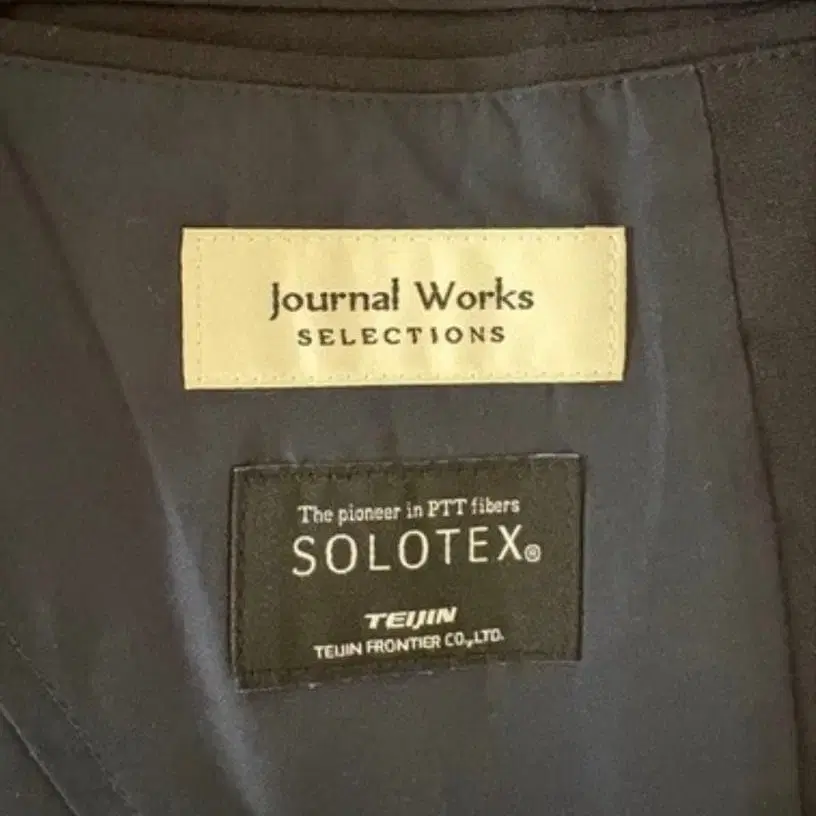 Journal Works
SELECTIONS
The pioneer in PTT fibers
SOLOTEX®
TEIJIN
TEIJIN FRONTIER CO.,LTD.